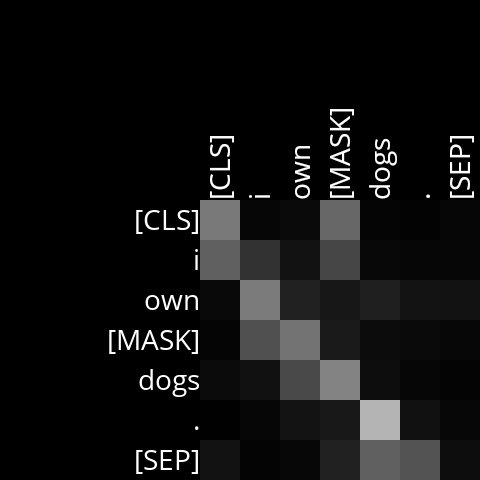 [CLS] i own [MASK] dogs . [SEP]
[CLS]
i
own
[MASK]
dogs
.
[SEP]